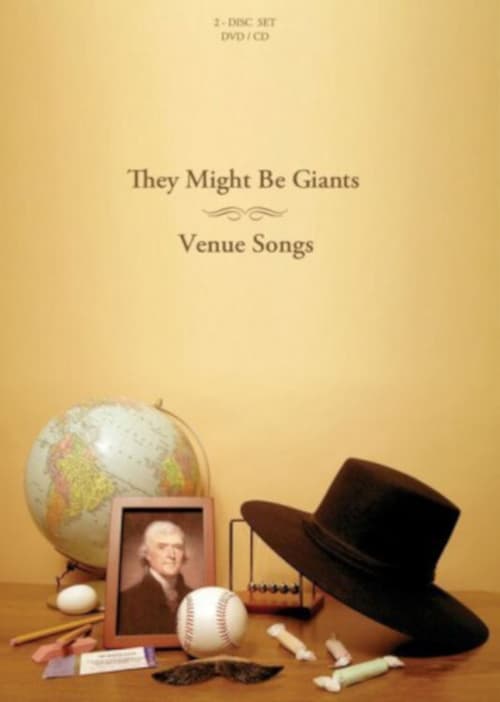 2 - DISC SET
DVD / CD
They Might Be Giants
Venue Songs